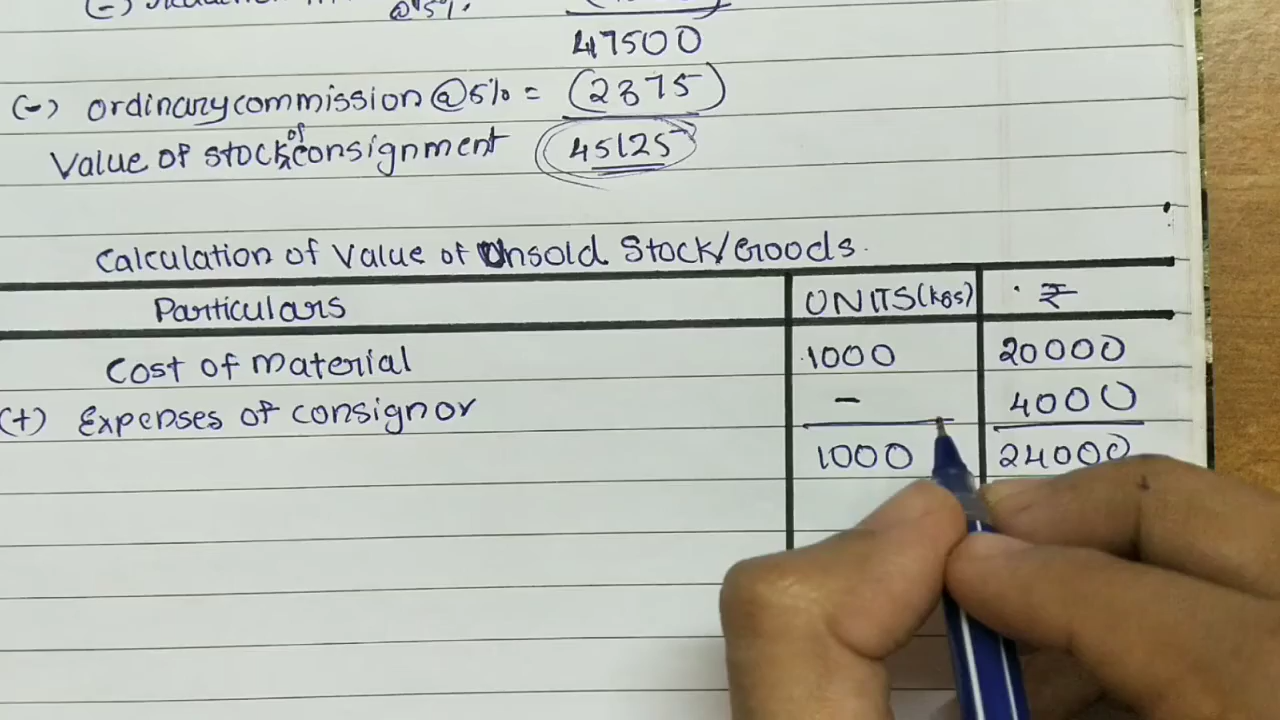 @5%
47500
(-) ordinary commission @5% = (2375)
Value of stock of consignment 45125
Calculation of Value of Unsold Stock/Goods.
Particulars UNITS(KGS) ₹
Cost of Material 1000 20000
(+) Expenses of consignor - 4000
1000 24000